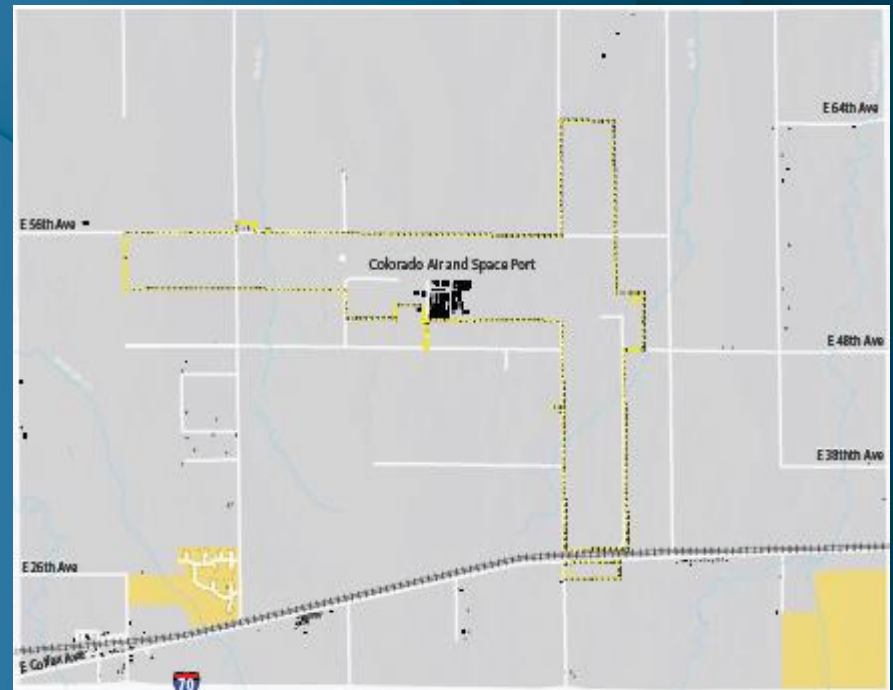 E 64th Ave
E 56th Ave
Colorado Air and Space Port
E 48th Ave
E 38thth Ave
E 26th Ave
E Colfax Ave
70